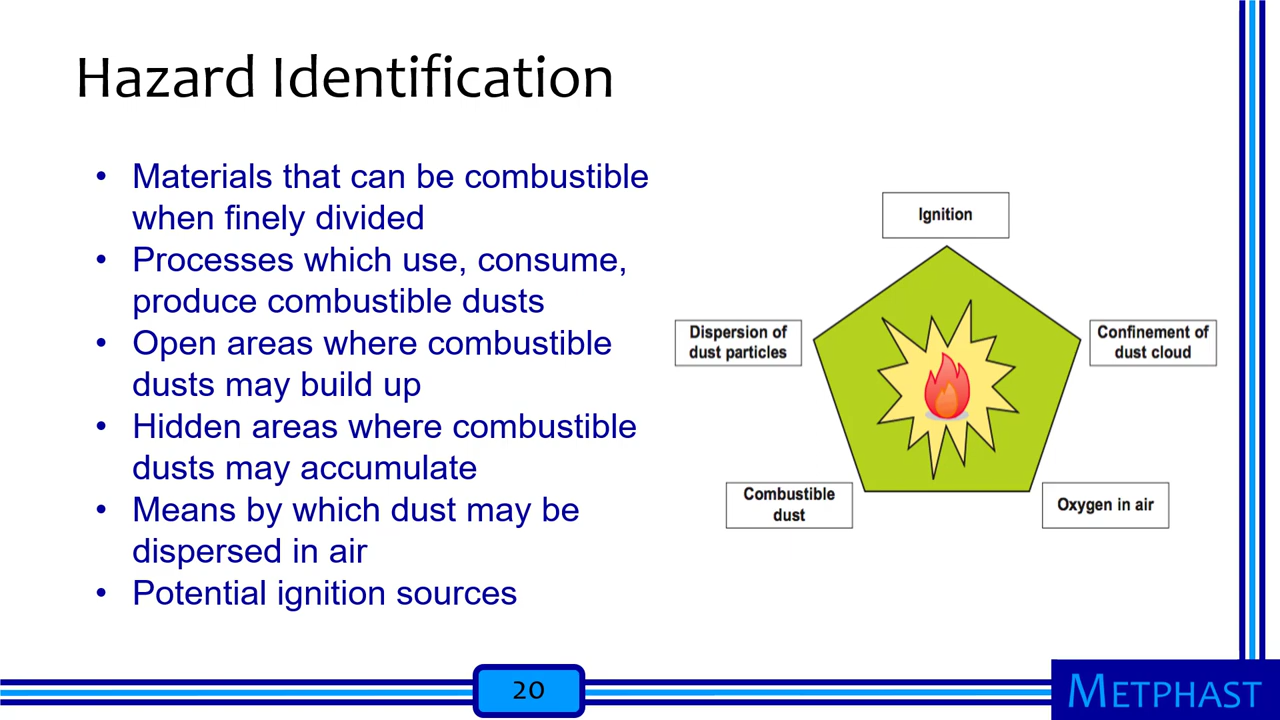 Hazard Identification
• Materials that can be combustible
when finely divided
• Processes which use, consume,
produce combustible dusts
• Open areas where combustible
dusts may build up
• Hidden areas where combustible
dusts may accumulate
• Means by which dust may be
dispersed in air
• Potential ignition sources
Ignition
Dispersion of
dust particles
Confinement of
dust cloud
Combustible
dust
Oxygen in air
20
METPHAST